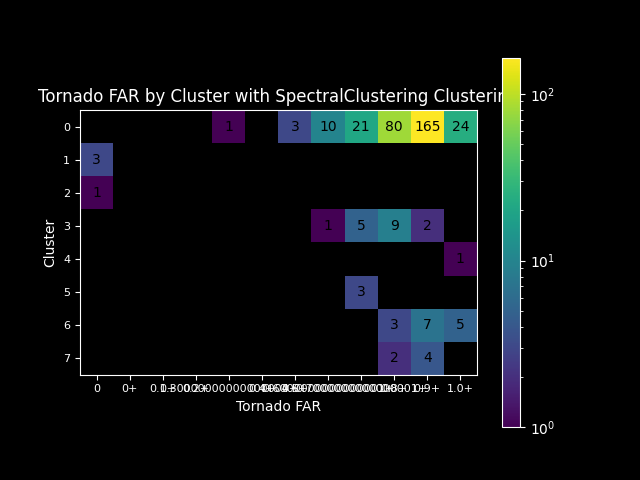 Tornado FAR by Cluster with SpectralClustering Clusterin
10²
0
1 3 10 21 80 165 24
1
3
2
1
3
1 5 9 2
Cluster
4
1
10¹
5
3
6
3 7 5
7
2 4
0 0+ 0.9+ 1.0+
Tornado FAR
10⁰